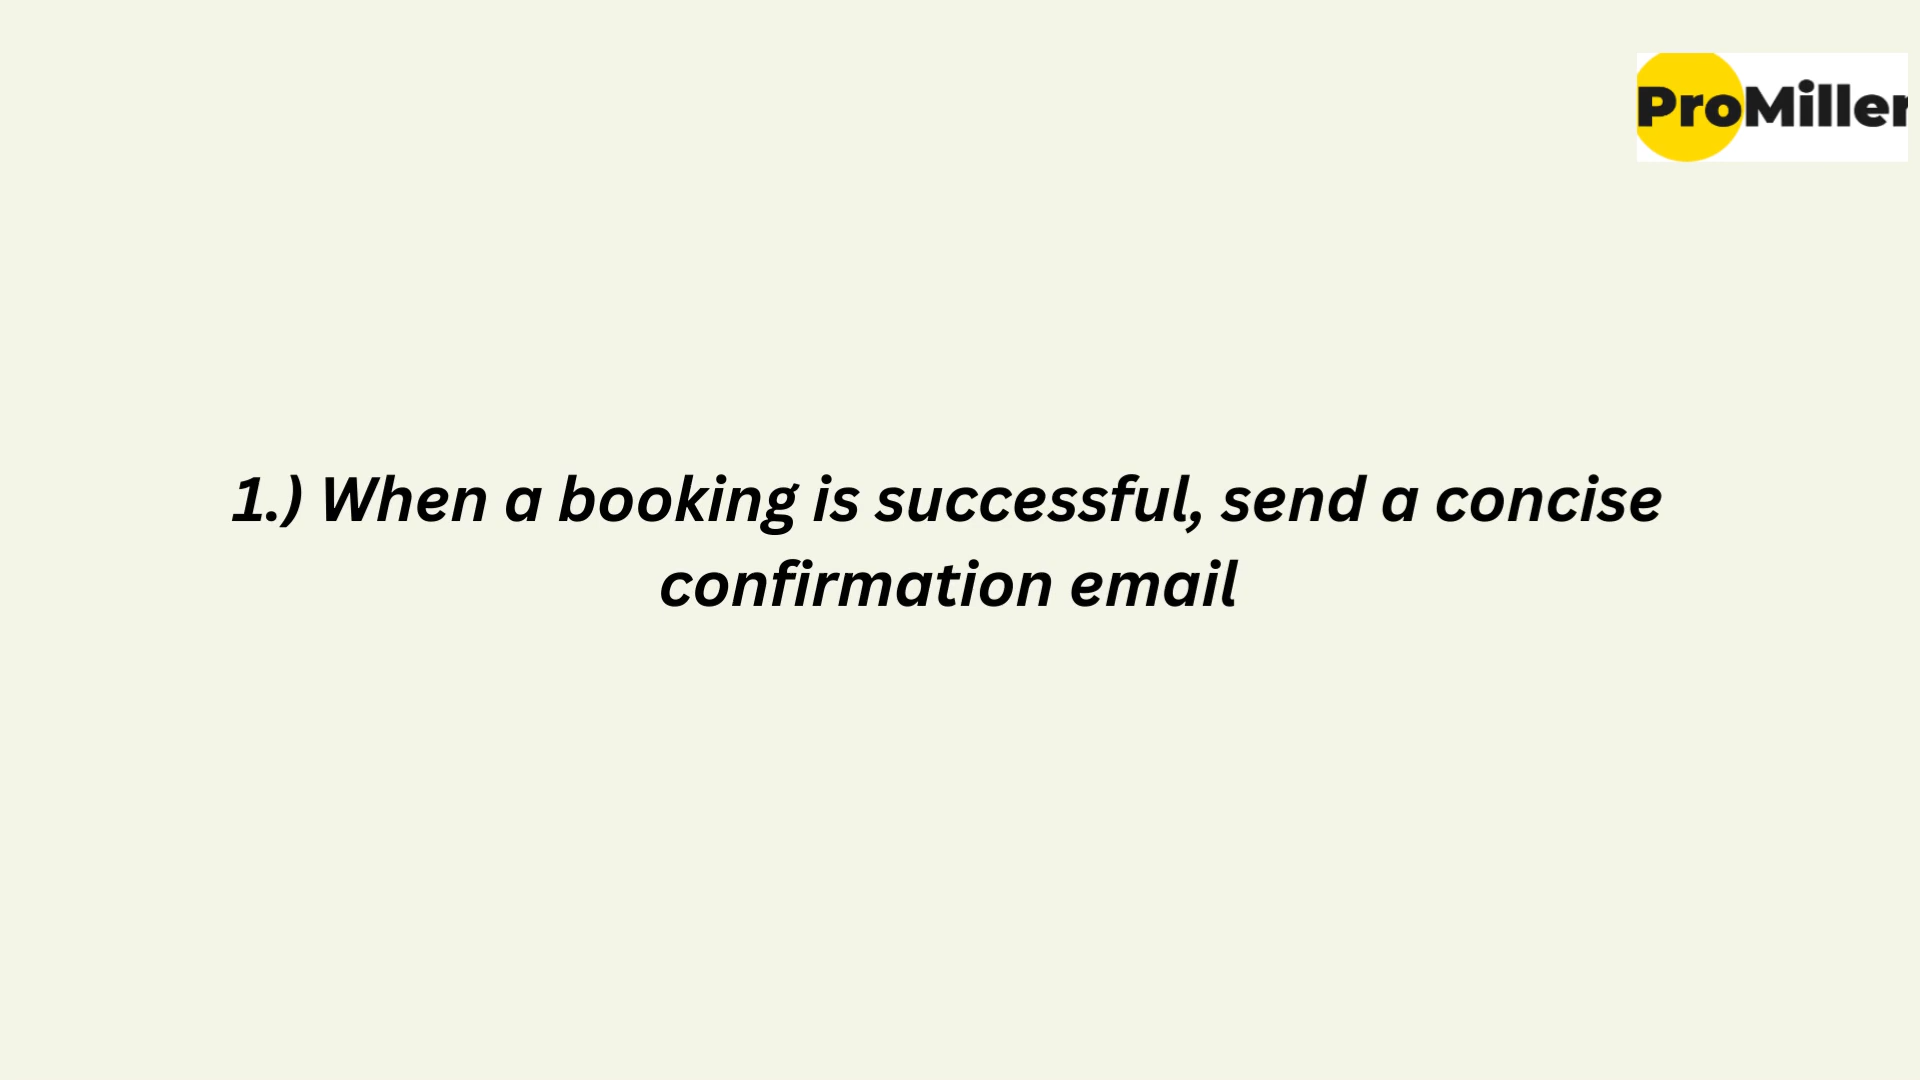 ProMiller
1.) When a booking is successful, send a concise
confirmation email